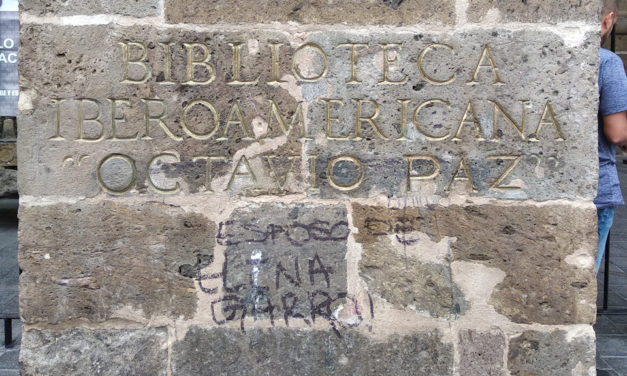 BIBLIOTECA
IBEROAMERICANA
"OCTAVIO PAZ"
ESPOSO DE
ELENA
GARRO!